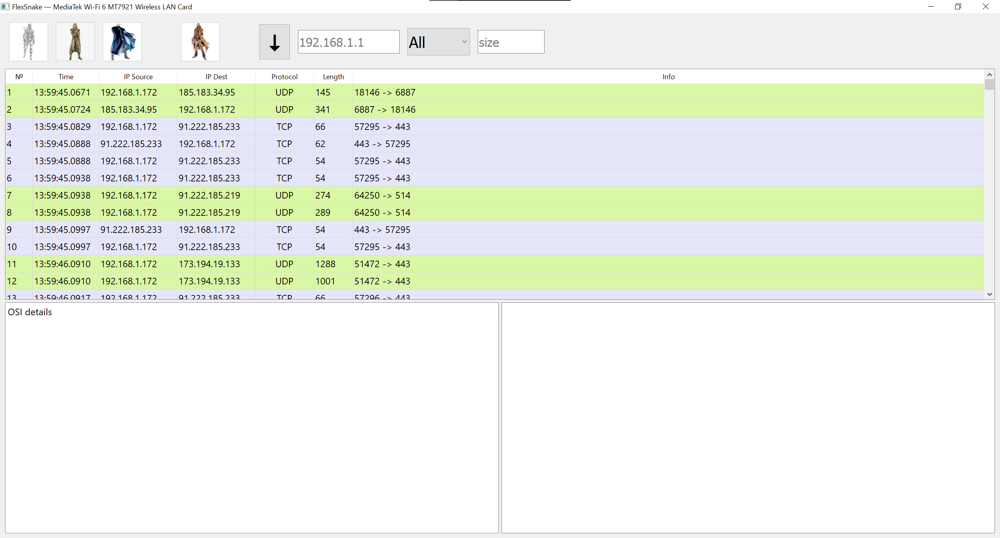 FlexSnake — MediaTek Wi-Fi 6 MT7921 Wireless LAN Card
↓ 192.168.1.1 All size
№ Time IP Source IP Dest Protocol Length Info
1 13:59:45.0671 192.168.1.172 185.183.34.95 UDP 145 18146 -> 6887
2 13:59:45.0724 185.183.34.95 192.168.1.172 UDP 341 6887 -> 18146
3 13:59:45.0829 192.168.1.172 91.222.185.233 TCP 66 57295 -> 443
4 13:59:45.0888 91.222.185.233 192.168.1.172 TCP 62 443 -> 57295
5 13:59:45.0888 192.168.1.172 91.222.185.233 TCP 54 57295 -> 443
6 13:59:45.0938 192.168.1.172 91.222.185.233 TCP 54 57295 -> 443
7 13:59:45.0938 192.168.1.172 91.222.185.219 UDP 274 64250 -> 514
8 13:59:45.0938 192.168.1.172 91.222.185.219 UDP 289 64250 -> 514
9 13:59:45.0997 91.222.185.233 192.168.1.172 TCP 54 443 -> 57295
10 13:59:45.0997 192.168.1.172 91.222.185.233 TCP 54 57295 -> 443
11 13:59:46.0910 192.168.1.172 173.194.19.133 UDP 1288 51472 -> 443
12 13:59:46.0910 192.168.1.172 173.194.19.133 UDP 1001 51472 -> 443
13 13:59:46.0917 192.168.1.172 91.222.185.233 TCP 66 57296 -> 443
OSI details